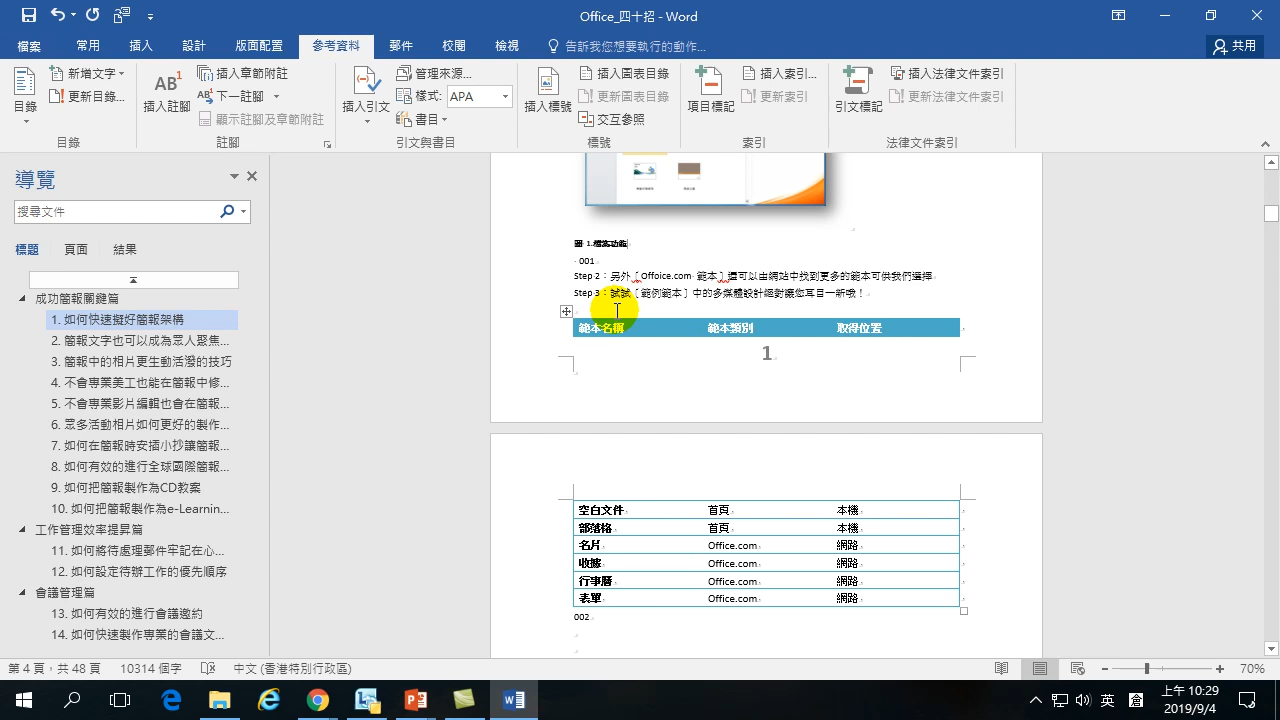 Office_四十招 - Word
檔案 常用 插入 設計 版面配置 參考資料 郵件 校閱 檢視 告訴我您想要執行的動作... 共用
目錄 新增文字 更新目錄... 目錄
AB1 插入註腳 插入章節附註 下一註腳 顯示註腳及章節附註 註腳
插入引文 管理來源... 樣式: APA 書目 引文與書目
插入標號 插入圖表目錄 更新圖表目錄 交互參照 標號
項目標記 插入索引... 更新索引 索引
引文標記 插入法律文件索引 更新法律文件索引 法律文件索引
導覽
搜尋文件
標題 頁面 結果
成功簡報關鍵篇
1. 如何快速擬好簡報架構
2. 簡報文字也可以成為眾人聚焦...
3. 簡報中的相片更生動活潑的技巧
4. 不會專業美工也能在簡報中修...
5. 不會專業影片編輯也會在簡報...
6. 眾多活動相片如何更好的製作...
7. 如何在簡報時安插小抄讓簡報...
8. 如何有效的進行全球國際簡報...
9. 如何把簡報製作為CD教案
10. 如何把簡報製作為e-Learnin...
工作管理效率提昇篇
11. 如何將待處理郵件牢記在心...
12. 如何設定待辦工作的優先順序
會議管理篇
13. 如何有效的進行會議邀約
14. 如何快速製作專業的會議文...
圖 1.檔案功能
001
Step 2：另外〔Offoice.com 範本〕還可以由網站中找到更多的範本可供我們選擇
Step 3：試試〔範例範本〕中的多媒體設計絕對讓您耳目一新哦！
範本名稱 範本類別 取得位置
1
空白文件 首頁 本機
部落格 首頁 本機
名片 Office.com 網路
收據 Office.com 網路
行事曆 Office.com 網路
表單 Office.com 網路
002
第 4 頁，共 48 頁 10314 個字 中文 (香港特別行政區) 70%
英 上午 10:29
2019/9/4